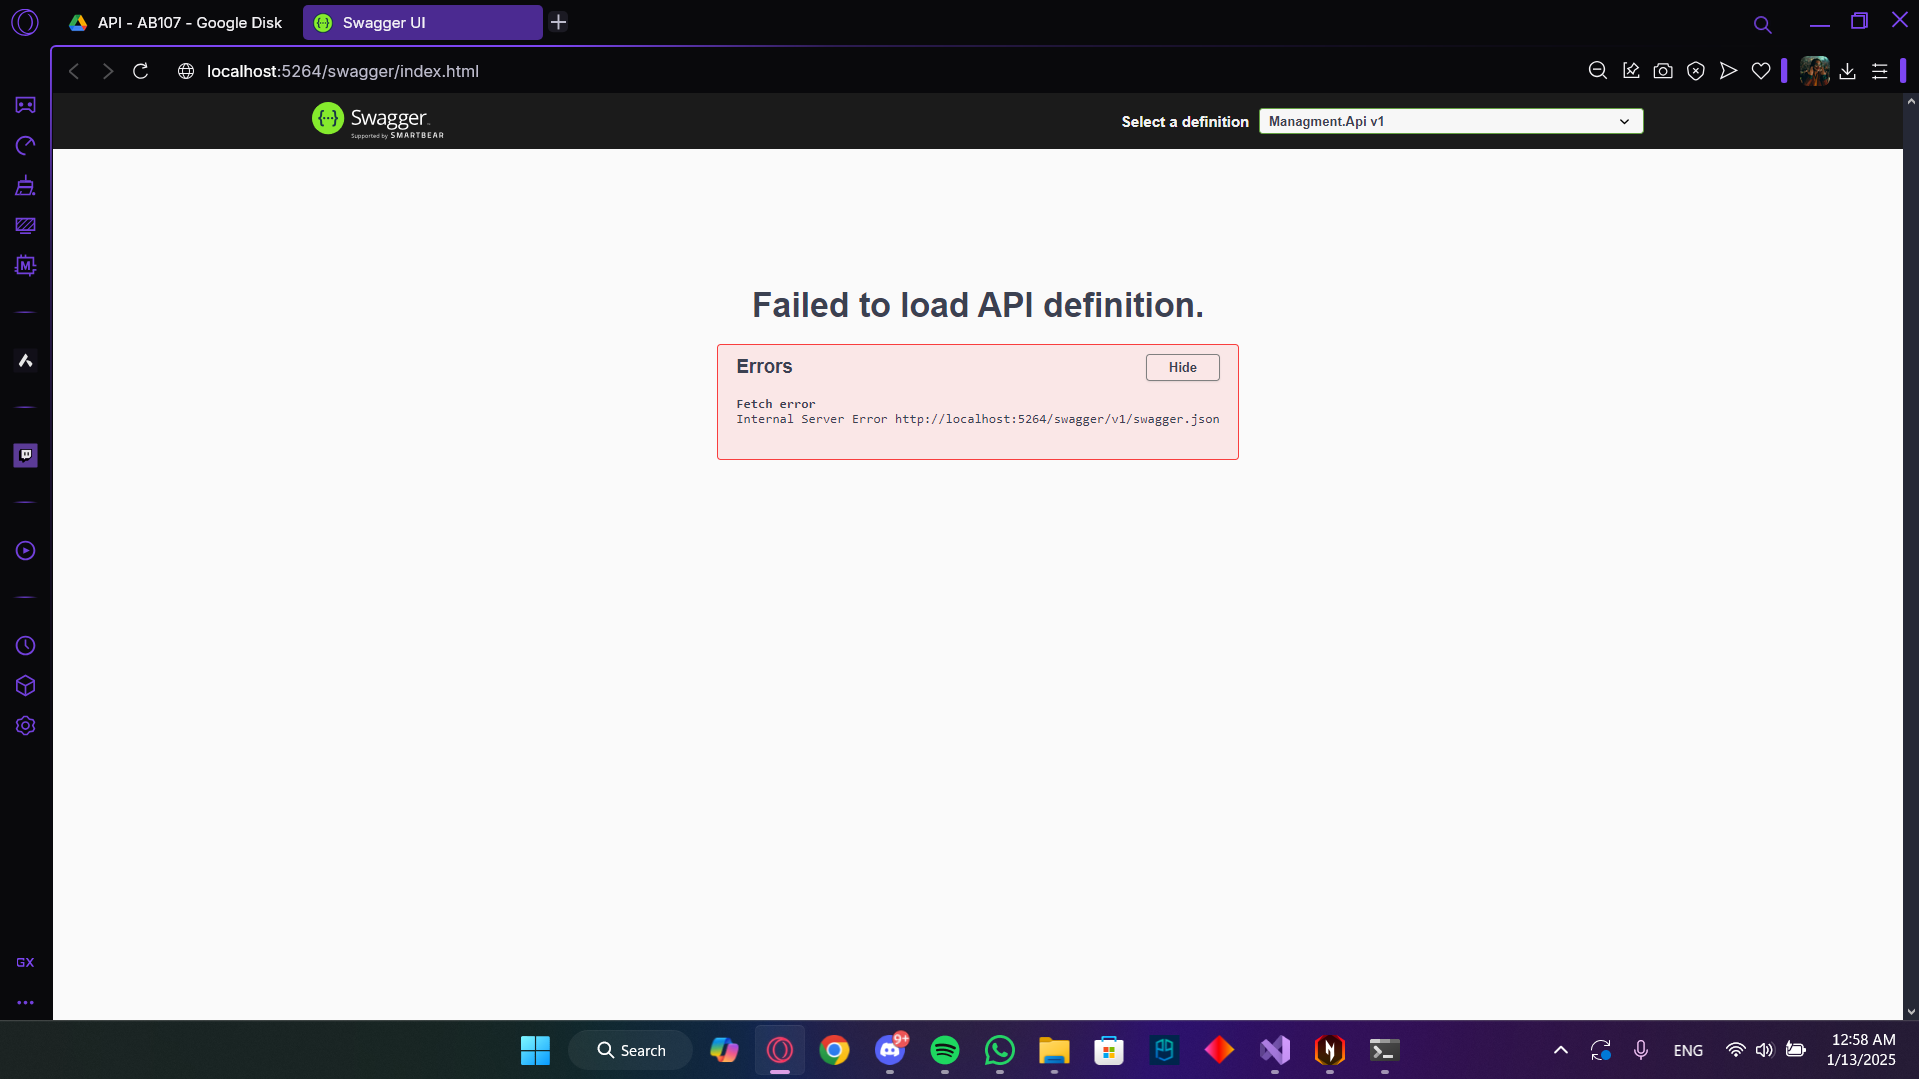 API - AB107 - Google Disk
Swagger UI
localhost:5264/swagger/index.html
Swagger
Supported by SMARTBEAR
Select a definition
Managment.Api v1
Failed to load API definition.
Errors
Hide
Fetch error
Internal Server Error http://localhost:5264/swagger/v1/swagger.json
M
GX
Search
9+
ENG
12:58 AM
1/13/2025